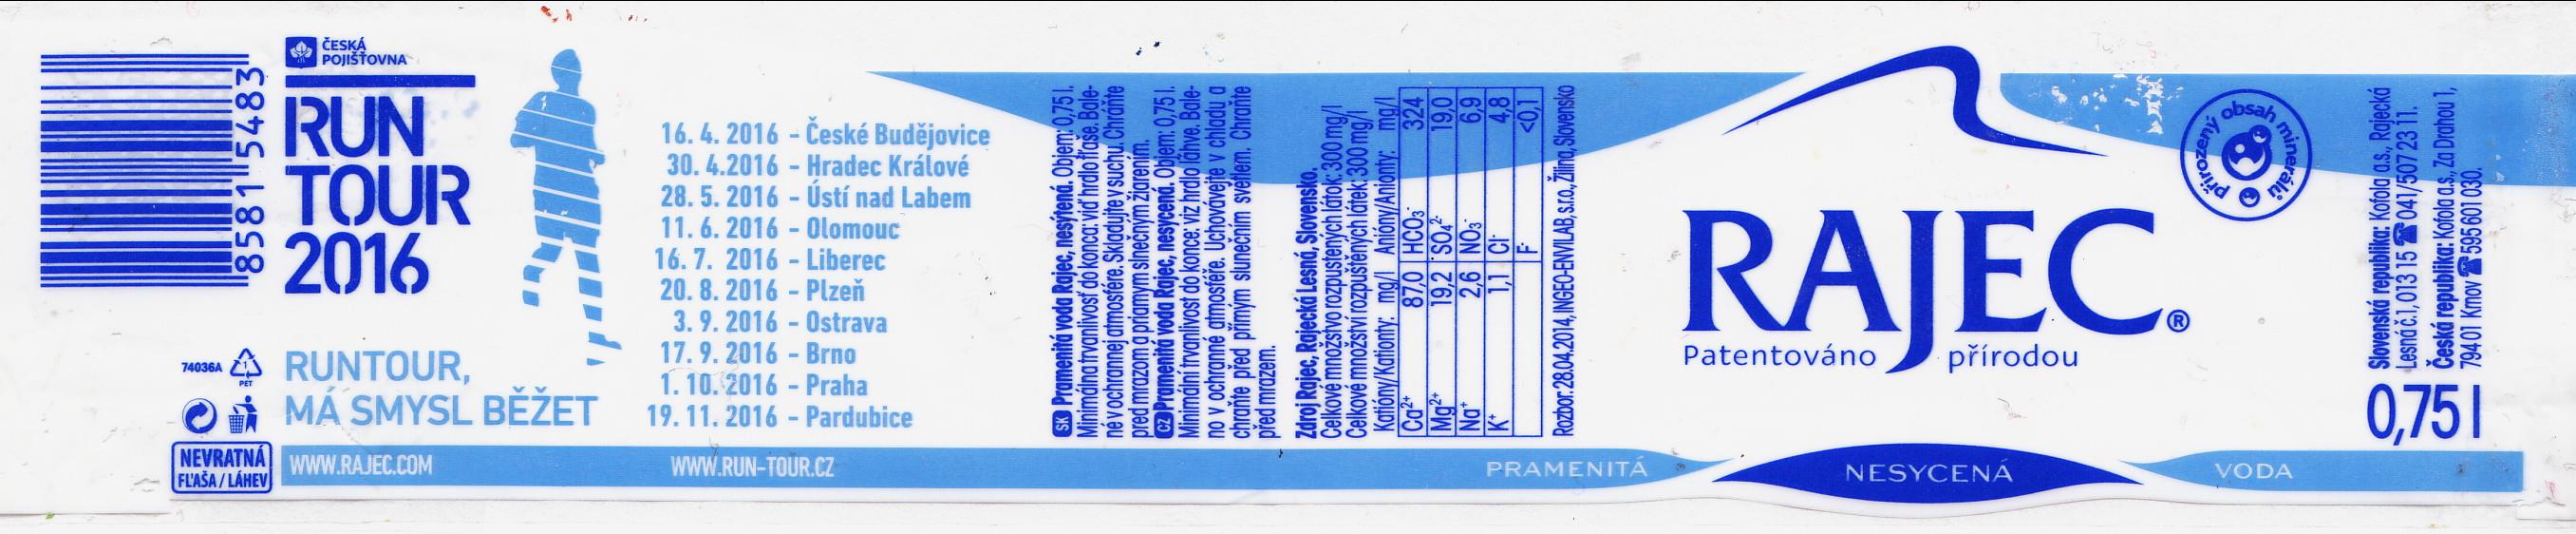 8581 15483
ČESKÁ
POJIŠŤOVNA
RUN
TOUR
2016
RUNTOUR,
MÁ SMYSL BĚŽET
74036A
1
PET
NEVRATNÁ
FĽAŠA / LÁHEV
WWW.RAJEC.COM
WWW.RUN-TOUR.CZ
16. 4. 2016 - České Budějovice
30. 4.2016 - Hradec Králové
28. 5. 2016 - Ústí nad Labem
11. 6. 2016 - Olomouc
16. 7. 2016 - Liberec
20. 8. 2016 - Plzeň
3. 9. 2016 - Ostrava
17. 9. 2016 - Brno
1. 10. 2016 - Praha
19. 11. 2016 - Pardubice
SK Pramenitá voda Rajec, nesýtená. Objem: 0,75 l.
Minimálna trvanlivosť do konca: viď hrdlo fľaše. Bale-
né v ochrannej atmosfére. Skladujte v suchu. Chráňte
pred mrazom a priamym slnečným žiarením.
CZ Pramenitá voda Rajec, nesycená. Objem: 0,75 l.
Minimální trvanlivost do konce: viz hrdlo láhve. Bale-
no v ochranné atmosféře. Uchovávejte v chladu a
chraňte před přímým slunečním světlem. Chraňte
před mrazem.
Zdroj Rajec, Rajecká Lesná, Slovensko.
Celkové množstvo rozpustených látok: 300 mg/l
Celkové množství rozpuštěných látek: 300 mg/l
Katióny/Kationty: mg/l Anióny/Anionty: mg/l
Ca2+ 87,0 HCO3- 324
Mg2+ 19,2 SO42- 19,0
Na+ 2,6 NO3- 6,9
K+ 1,1 Cl- 4,8
F- <0,1
Rozbor: 28.04.2014, INGEO-ENVILAB, s.r.o., Žilina, Slovensko
RAJEC®
Patentováno přírodou
PRAMENITÁ NESYCENÁ VODA
přirozený obsah minerálů
Slovenská republika: Kofola a.s., Rajecká
Lesná č.1, 013 15 ☎ 041/507 23 11.
Česká republika: Kofola a.s., Za Drahou 1,
794 01 Krnov ☎ 595 601 030.
0,75 l